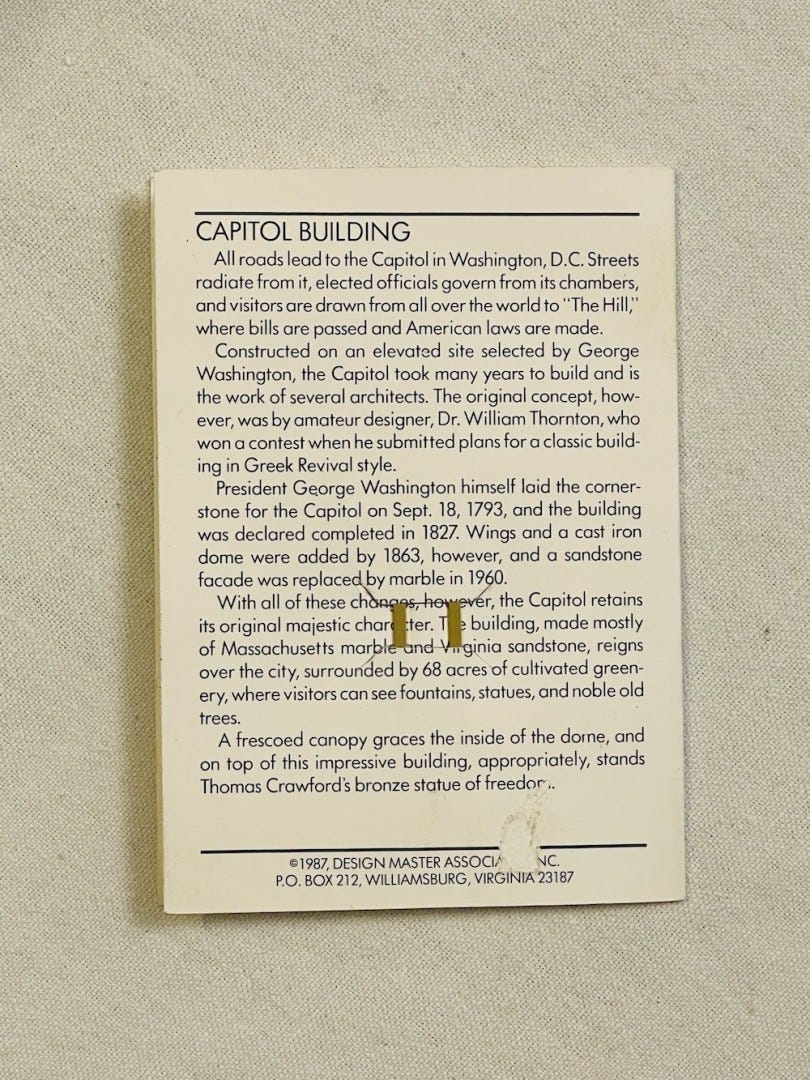 CAPITOL BUILDING
All roads lead to the Capitol in Washington, D.C. Streets
radiate from it, elected officials govern from its chambers,
and visitors are drawn from all over the world to "The Hill,"
where bills are passed and American laws are made.
Constructed on an elevated site selected by George
Washington, the Capitol took many years to build and is
the work of several architects. The original concept, how-
ever, was by amateur designer, Dr. William Thornton, who
won a contest when he submitted plans for a classic build-
ing in Greek Revival style.
President George Washington himself laid the corner-
stone for the Capitol on Sept. 18, 1793, and the building
was declared completed in 1827. Wings and a cast iron
dome were added by 1863, however, and a sandstone
facade was replaced by marble in 1960.
With all of these changes, however, the Capitol retains
its original majestic character. The building, made mostly
of Massachusetts marble and Virginia sandstone, reigns
over the city, surrounded by 68 acres of cultivated green-
ery, where visitors can see fountains, statues, and noble old
trees.
A frescoed canopy graces the inside of the dome, and
on top of this impressive building, appropriately, stands
Thomas Crawford's bronze statue of freedom.
©1987, DESIGN MASTER INC.
P.O. BOX 212, WILLIAMSBURG, VIRGINIA 23187